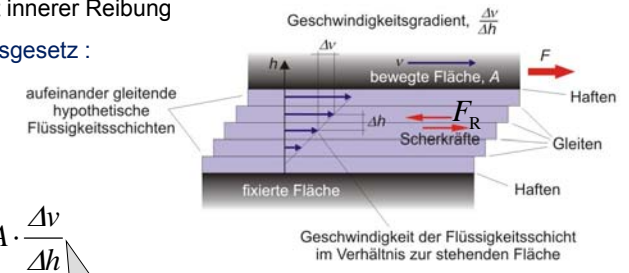 t innerer Reibung
sgesetz :
Geschwindigkeitsgradient, Δv/Δh
Δv
h
v
F
bewegte Fläche, A
aufeinander gleitende
hypothetische
Flüssigkeitsschichten
Haften
Δh
F_R
Scherkräfte
Gleiten
fixierte Fläche
Haften
Geschwindigkeit der Flüssigkeitsschicht
im Verhältnis zur stehenden Fläche
A · Δv/Δh